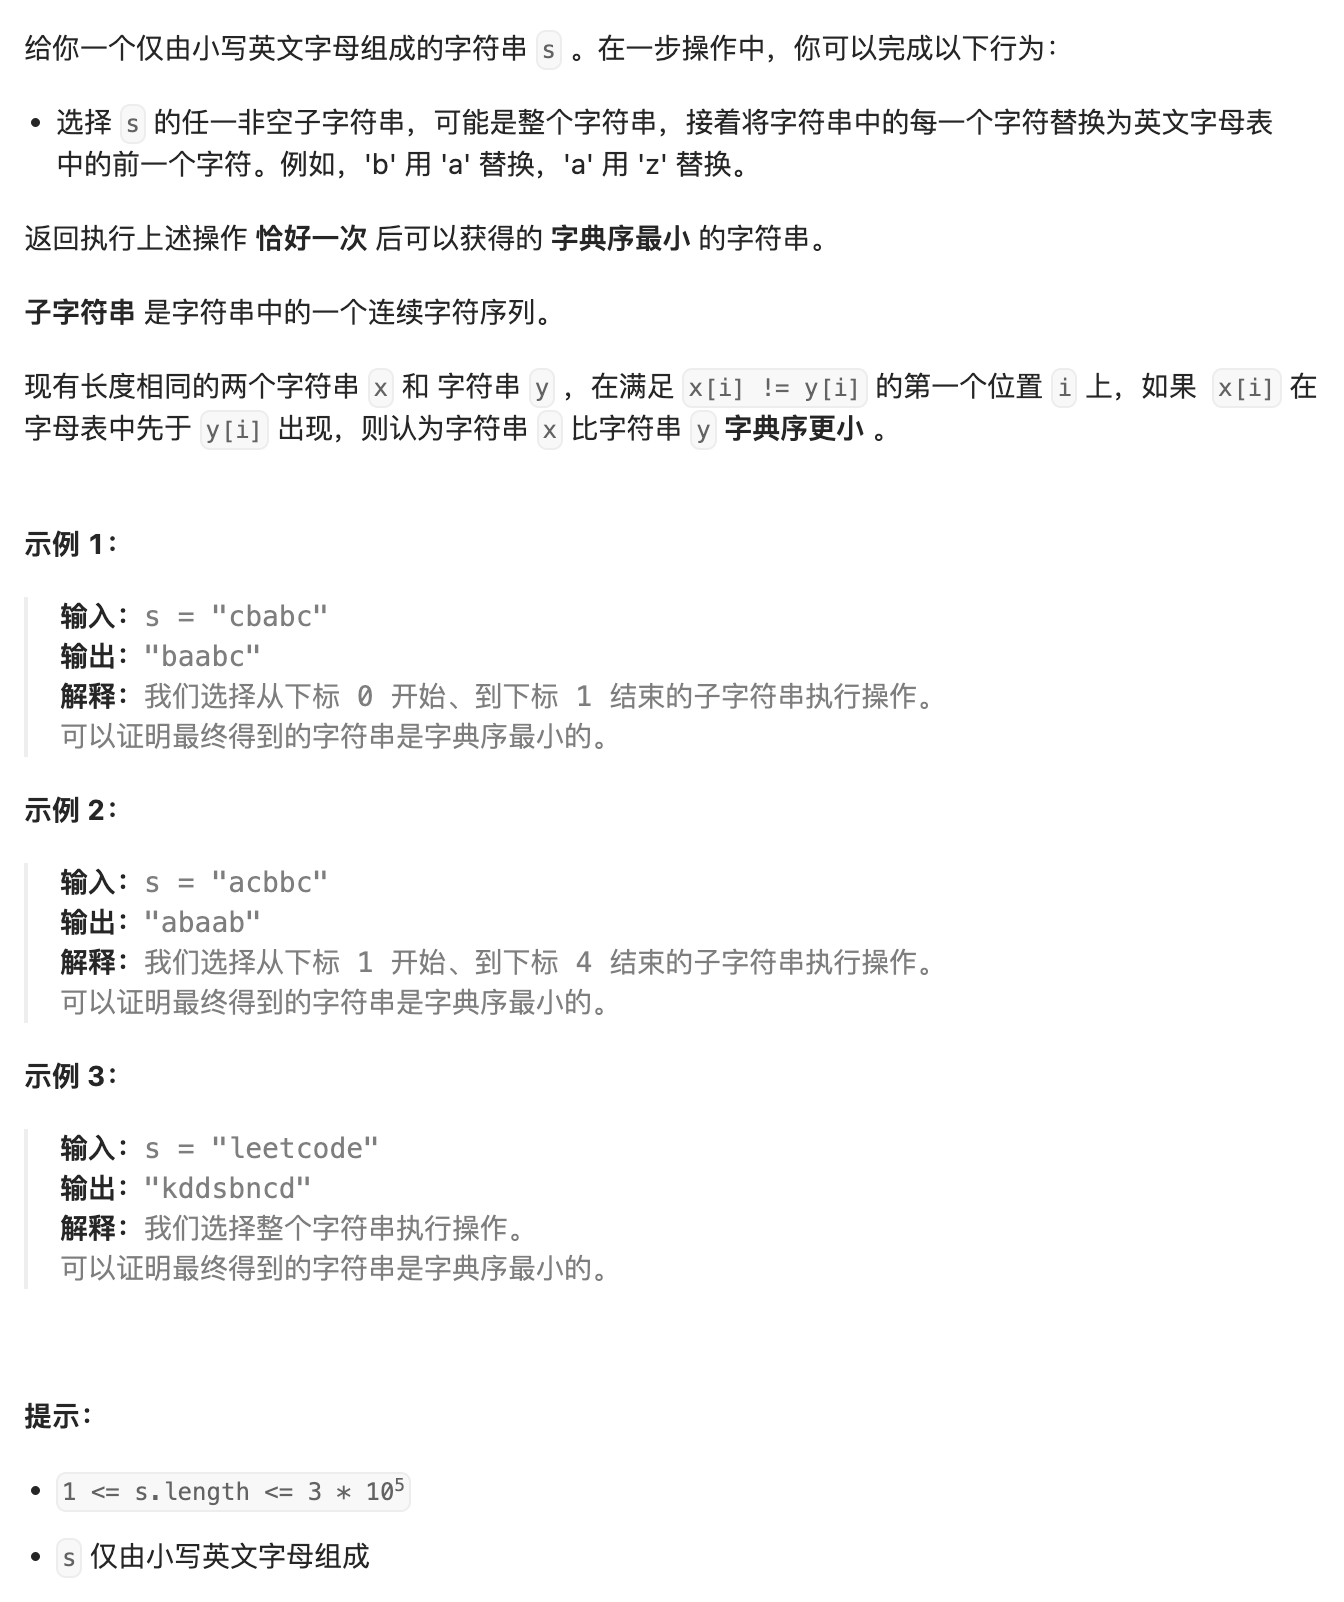 给你一个仅由小写英文字母组成的字符串 s 。在一步操作中，你可以完成以下行为：
• 选择 s 的任一非空子字符串，可能是整个字符串，接着将字符串中的每一个字符替换为英文字母表
中的前一个字符。例如，'b' 用 'a' 替换，'a' 用 'z' 替换。
返回执行上述操作 恰好一次 后可以获得的 字典序最小 的字符串。
子字符串 是字符串中的一个连续字符序列。
现有长度相同的两个字符串 x 和 字符串 y ，在满足 x[i] != y[i] 的第一个位置 i 上，如果 x[i] 在
字母表中先于 y[i] 出现，则认为字符串 x 比字符串 y 字典序更小 。
示例 1：
输入：s = "cbabc"
输出："baabc"
解释：我们选择从下标 0 开始、到下标 1 结束的子字符串执行操作。
可以证明最终得到的字符串是字典序最小的。
示例 2：
输入：s = "acbbc"
输出："abaab"
解释：我们选择从下标 1 开始、到下标 4 结束的子字符串执行操作。
可以证明最终得到的字符串是字典序最小的。
示例 3：
输入：s = "leetcode"
输出："kddsbncd"
解释：我们选择整个字符串执行操作。
可以证明最终得到的字符串是字典序最小的。
提示：
• 1 <= s.length <= 3 * 10⁵
• s 仅由小写英文字母组成